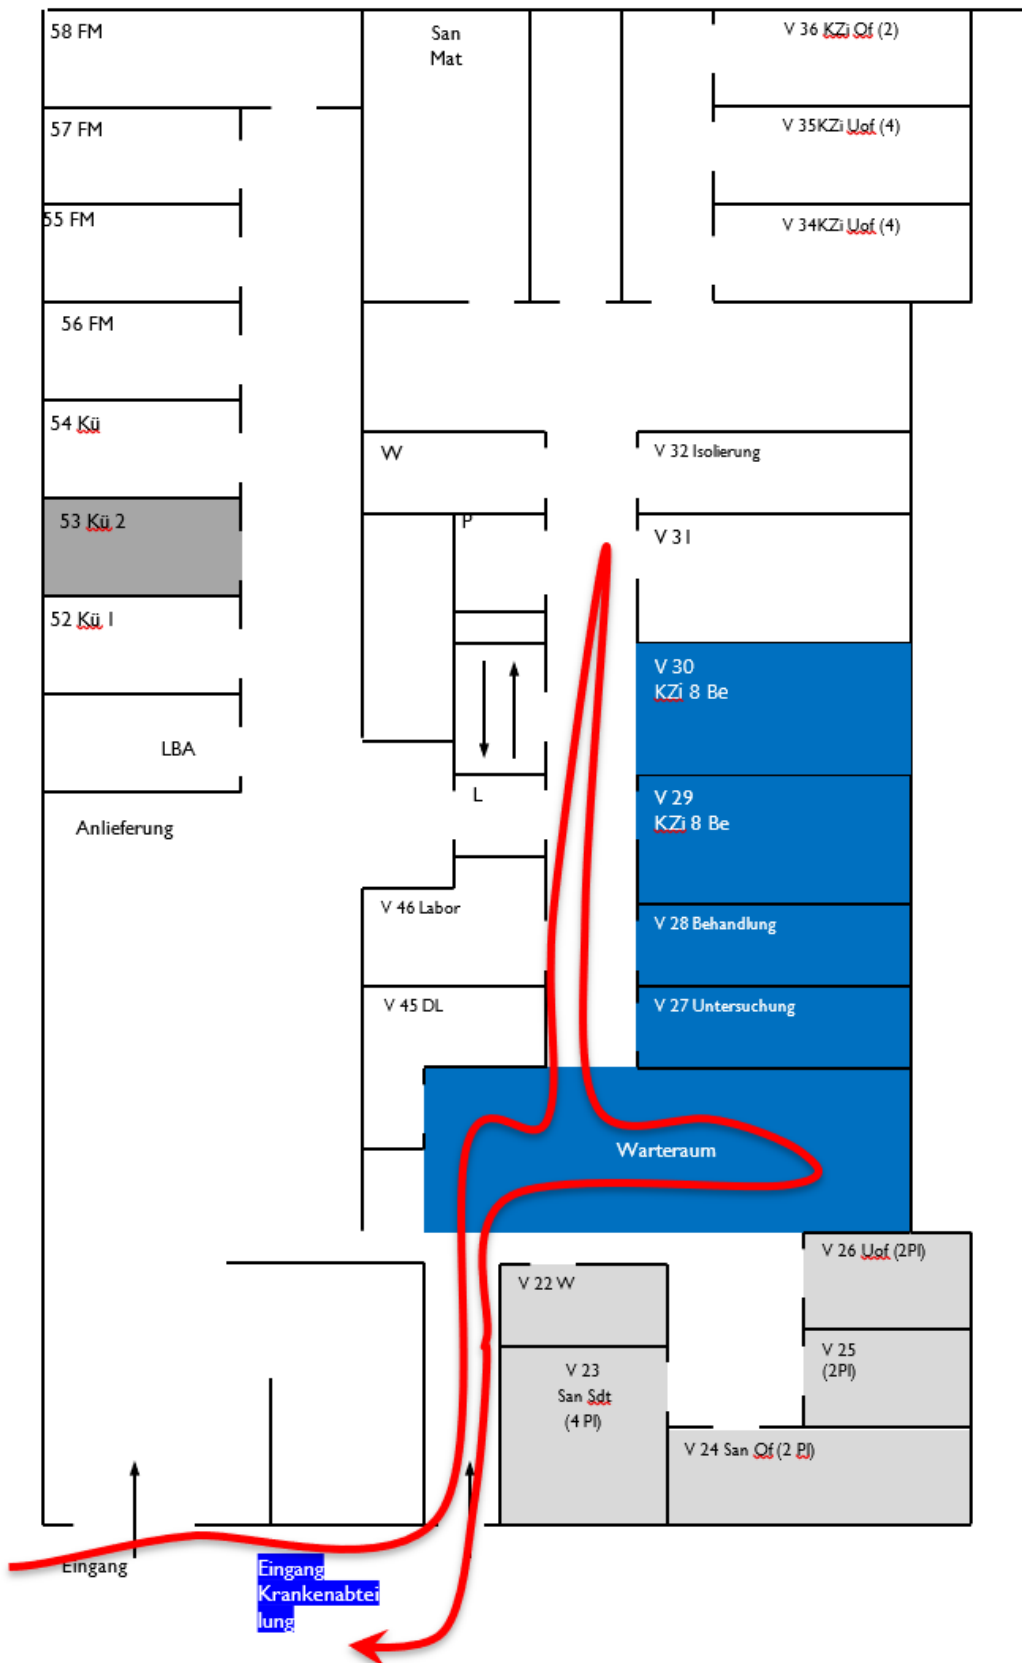 58 FM
San
Mat
V 36 KZi Of (2)
57 FM
V 35KZi Uof (4)
55 FM
V 34KZi Uof (4)
56 FM
54 Kü
W
V 32 Isolierung
53 Kü 2
P
V 31
52 Kü 1
V 30
KZi 8 Be
LBA
L
V 29
KZi 8 Be
Anlieferung
V 46 Labor
V 28 Behandlung
V 45 DL
V 27 Untersuchung
Warteraum
V 26 Uof (2Pl)
V 22 W
V 25
(2Pl)
V 23
San Sdt
(4 Pl)
V 24 San Of (2 Pl)
Eingang
Eingang
Krankenabtei
lung